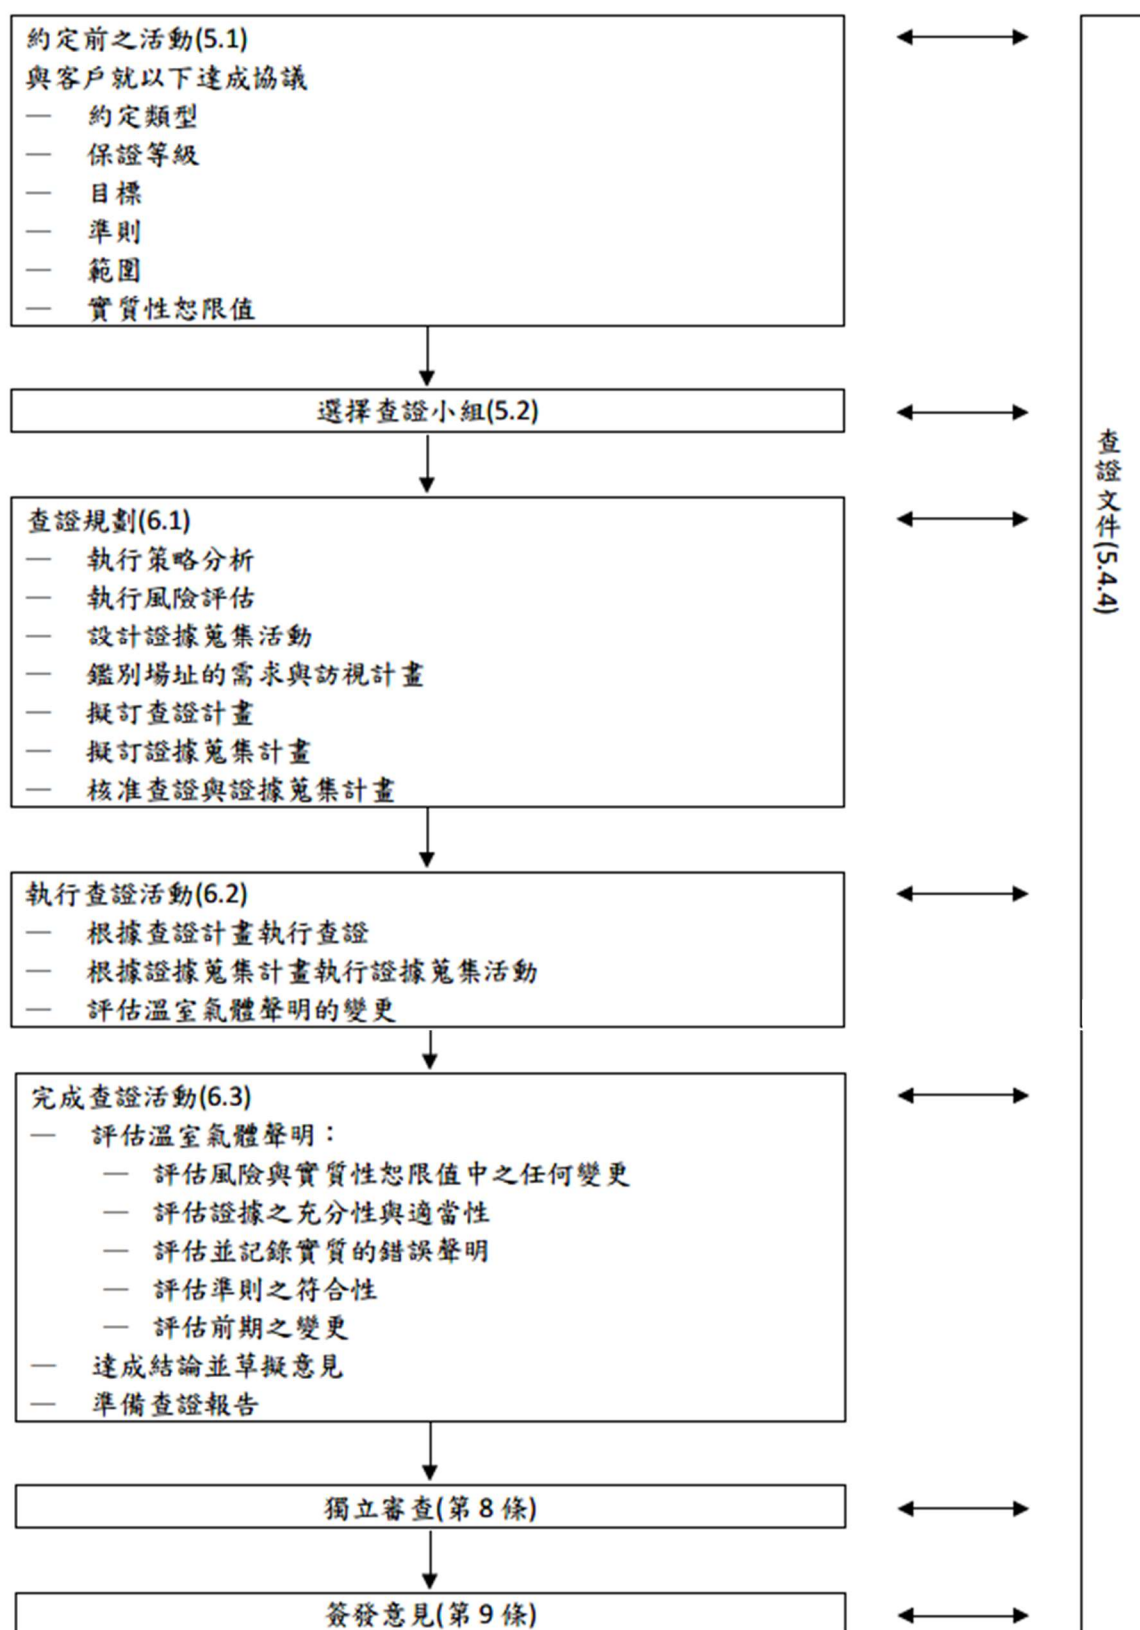 約定前之活動(5.1)
與客戶就以下達成協議
— 約定類型
— 保證等級
— 目標
— 準則
— 範圍
— 實質性恕限值
選擇查證小組(5.2)
查證規劃(6.1)
— 執行策略分析
— 執行風險評估
— 設計證據蒐集活動
— 鑑別場址的需求與訪視計畫
— 擬訂查證計畫
— 擬訂證據蒐集計畫
— 核准查證與證據蒐集計畫
執行查證活動(6.2)
— 根據查證計畫執行查證
— 根據證據蒐集計畫執行證據蒐集活動
— 評估溫室氣體聲明的變更
完成查證活動(6.3)
— 評估溫室氣體聲明：
— 評估風險與實質性恕限值中之任何變更
— 評估證據之充分性與適當性
— 評估並記錄實質的錯誤聲明
— 評估準則之符合性
— 評估前期之變更
— 達成結論並草擬意見
— 準備查證報告
獨立審查(第 8 條)
簽發意見(第 9 條)
查證文件(5.4.4)